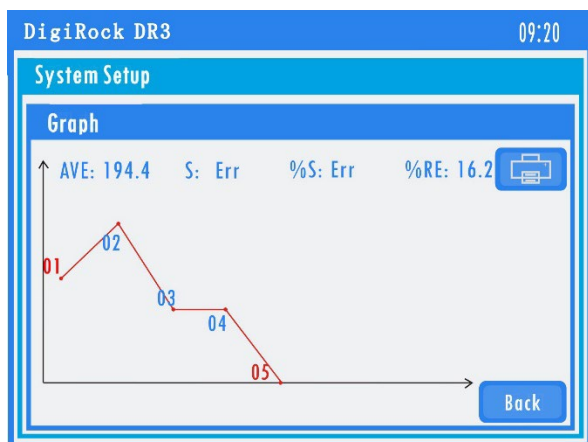 DigiRock DR3 09:20
System Setup
Graph
AVE: 194.4 S: Err %S: Err %RE: 16.2
02
01
03
04
05
Back